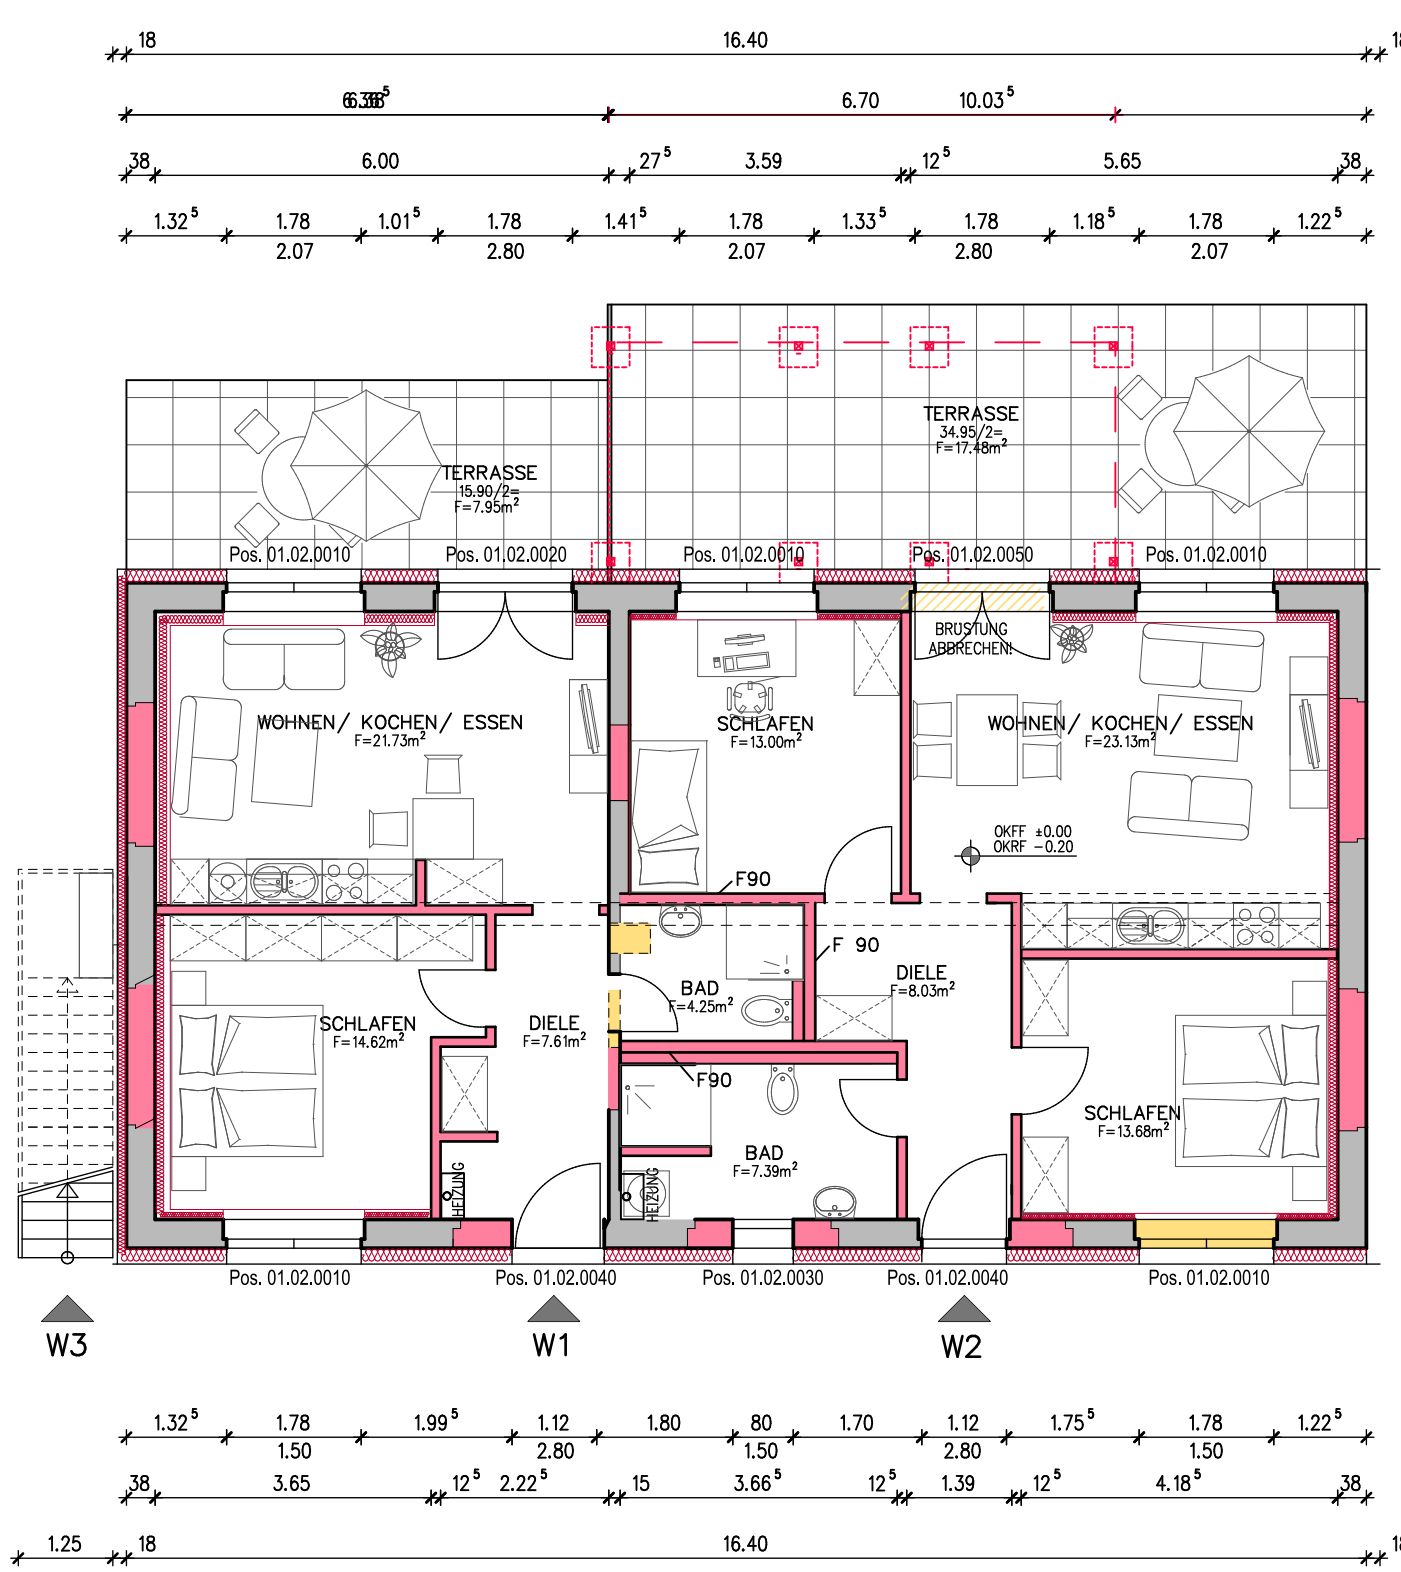 18 16.40 18
6.36⁵ 6.38⁵ 6.70 10.03⁵
38 6.00 27⁵ 3.59 12⁵ 5.65 38
1.32⁵ 1.78 1.01⁵ 1.78 1.41⁵ 1.78 1.33⁵ 1.78 1.18⁵ 1.78 1.22⁵
2.07 2.80 2.07 2.80 2.07
TERRASSE
34.95/2=
F=17.48m²
TERRASSE
15.90/2=
F=7.95m²
Pos. 01.02.0010 Pos. 01.02.0020 Pos. 01.02.0010 Pos. 01.02.0050 Pos. 01.02.0010
BRÜSTUNG
ABBRECHEN!
WOHNEN/ KOCHEN/ ESSEN
F=21.73m²
SCHLAFEN
F=13.00m²
WOHNEN/ KOCHEN/ ESSEN
F=23.13m²
OKFF ±0.00
OKRF -0.20
F90
F 90
BAD
F=4.25m²
DIELE
F=8.03m²
SCHLAFEN
F=14.62m²
DIELE
F=7.61m²
F90
SCHLAFEN
F=13.68m²
BAD
F=7.39m²
HEIZUNG
HEIZUNG
Pos. 01.02.0010 Pos. 01.02.0040 Pos. 01.02.0030 Pos. 01.02.0040 Pos. 01.02.0010
W3 W1 W2
1.32⁵ 1.78 1.99⁵ 1.12 1.80 80 1.70 1.12 1.75⁵ 1.78 1.22⁵
1.50 2.80 1.50 2.80 1.50
38 3.65 12⁵ 2.22⁵ 15 3.66⁵ 12⁵ 1.39 12⁵ 4.18⁵ 38
1.25 18 16.40 18